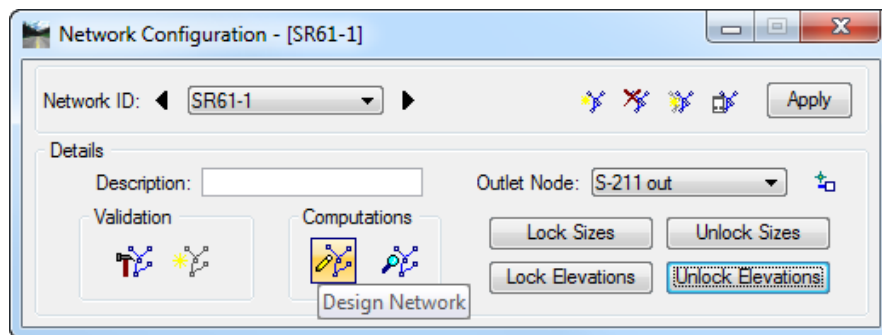 Network Configuration - [SR61-1]
Network ID: SR61-1 Apply
Details
Description: Outlet Node: S-211 out
Validation Computations
Lock Sizes Unlock Sizes
Lock Elevations Unlock Elevations
Design Network